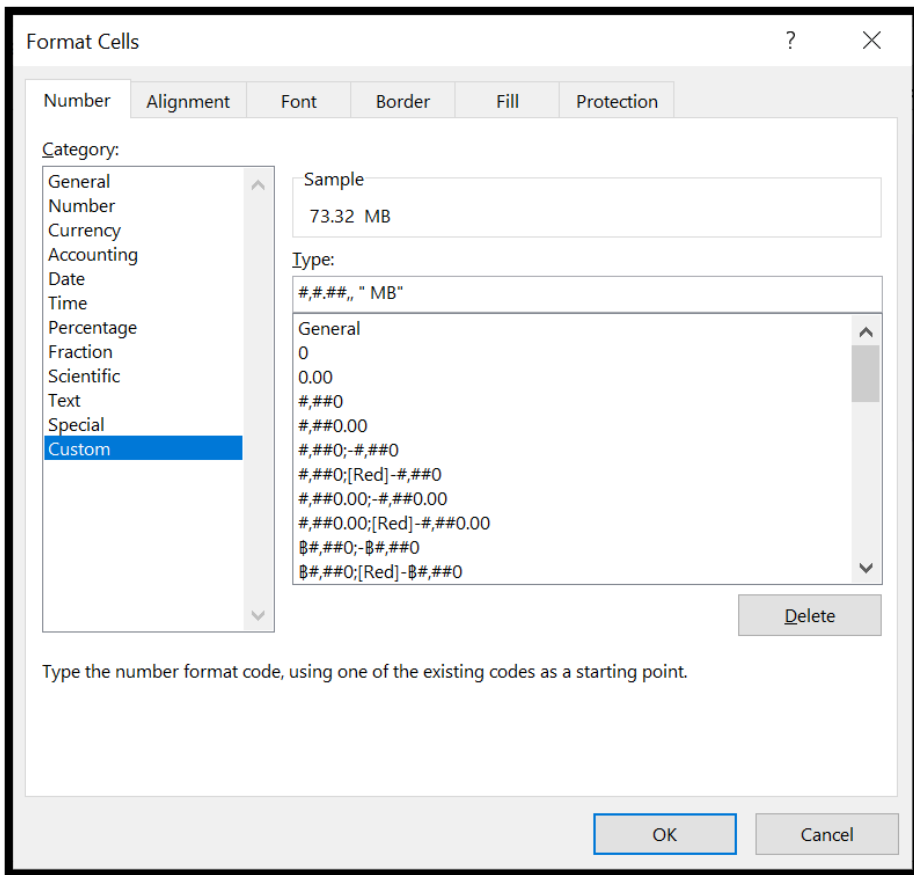 Format Cells
?
Number Alignment Font Border Fill Protection
Category:
General
Number
Currency
Accounting
Date
Time
Percentage
Fraction
Scientific
Text
Special
Custom
Sample
73.32  MB
Type:
#,#.##,, " MB"
General
0
0.00
#,##0
#,##0.00
#,##0;-#,##0
#,##0;[Red]-#,##0
#,##0.00;-#,##0.00
#,##0.00;[Red]-#,##0.00
฿#,##0;-฿#,##0
฿#,##0;[Red]-฿#,##0
Delete
Type the number format code, using one of the existing codes as a starting point.
OK Cancel